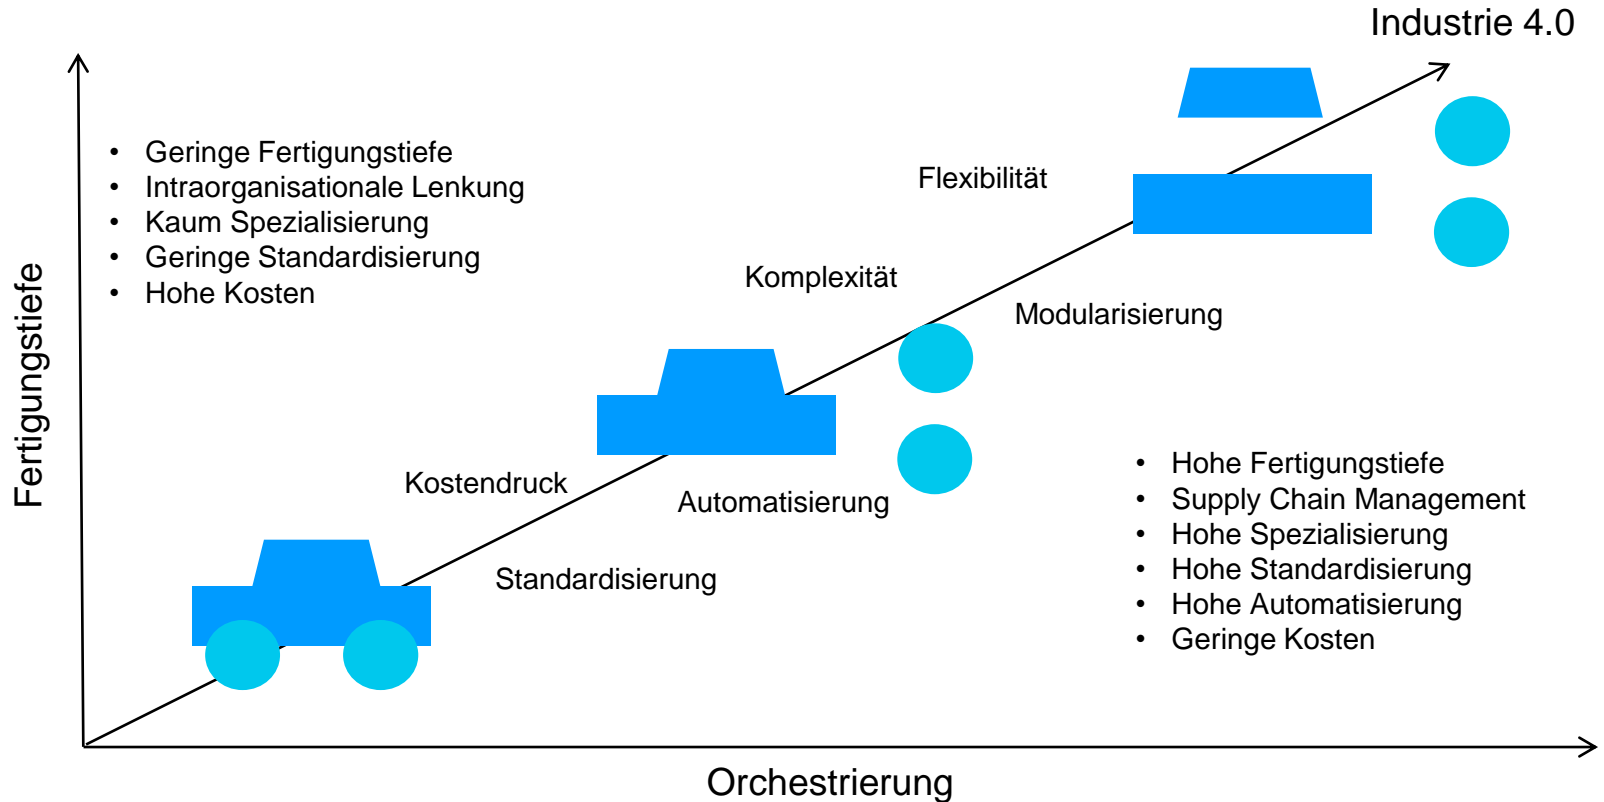 Industrie 4.0
• Geringe Fertigungstiefe
• Intraorganisationale Lenkung
• Kaum Spezialisierung
• Geringe Standardisierung
• Hohe Kosten
Flexibilität
Komplexität
Modularisierung
Fertigungstiefe
Kostendruck
Automatisierung
Standardisierung
• Hohe Fertigungstiefe
• Supply Chain Management
• Hohe Spezialisierung
• Hohe Standardisierung
• Hohe Automatisierung
• Geringe Kosten
Orchestrierung